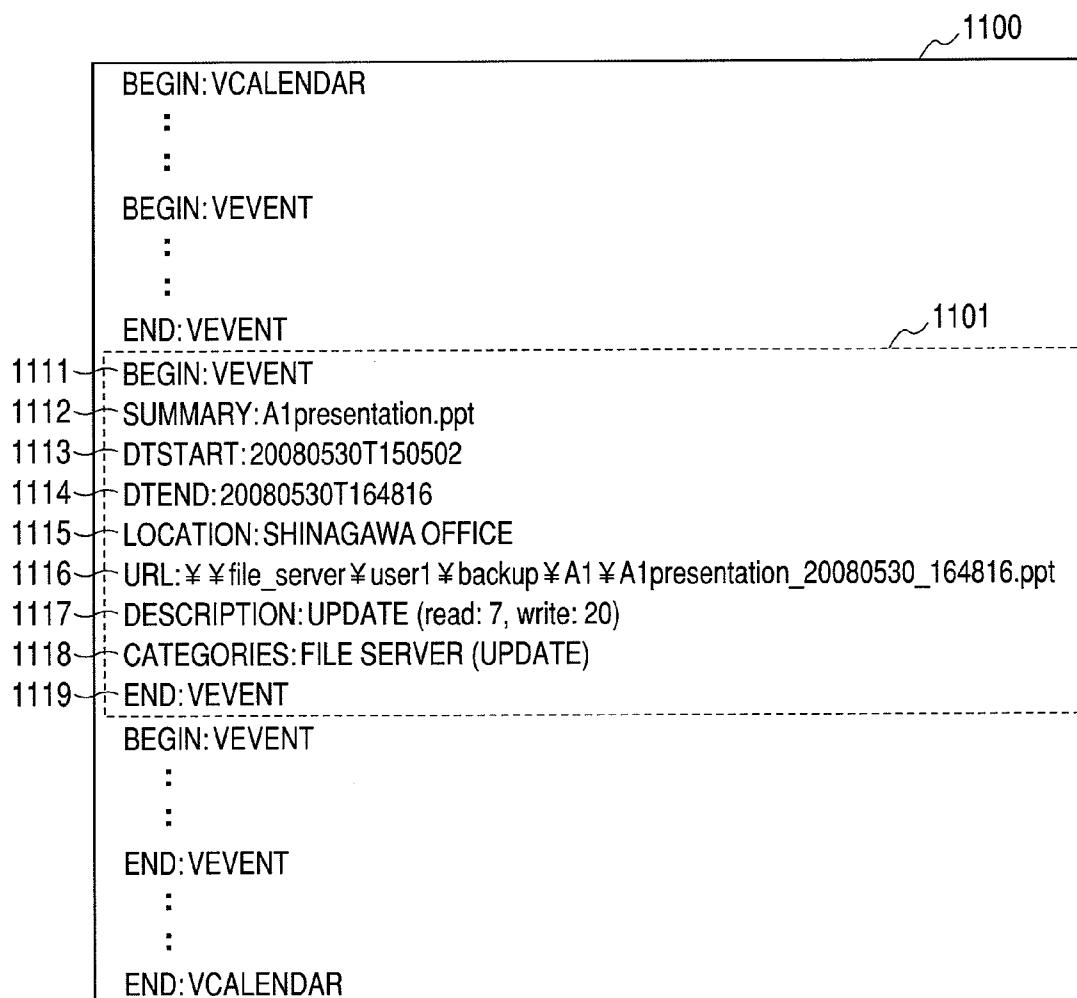 1100
BEGIN: VCALENDAR
:
:
BEGIN: VEVENT
:
:
END: VEVENT
1101
1111 BEGIN: VEVENT
1112 SUMMARY: A1presentation.ppt
1113 DTSTART: 20080530T150502
1114 DTEND: 20080530T164816
1115 LOCATION: SHINAGAWA OFFICE
1116 URL: ¥ ¥ file_server ¥ user1 ¥ backup ¥ A1 ¥ A1presentation_20080530_164816.ppt
1117 DESCRIPTION: UPDATE (read: 7, write: 20)
1118 CATEGORIES: FILE SERVER (UPDATE)
1119 END: VEVENT
BEGIN: VEVENT
:
:
END: VEVENT
:
:
END: VCALENDAR